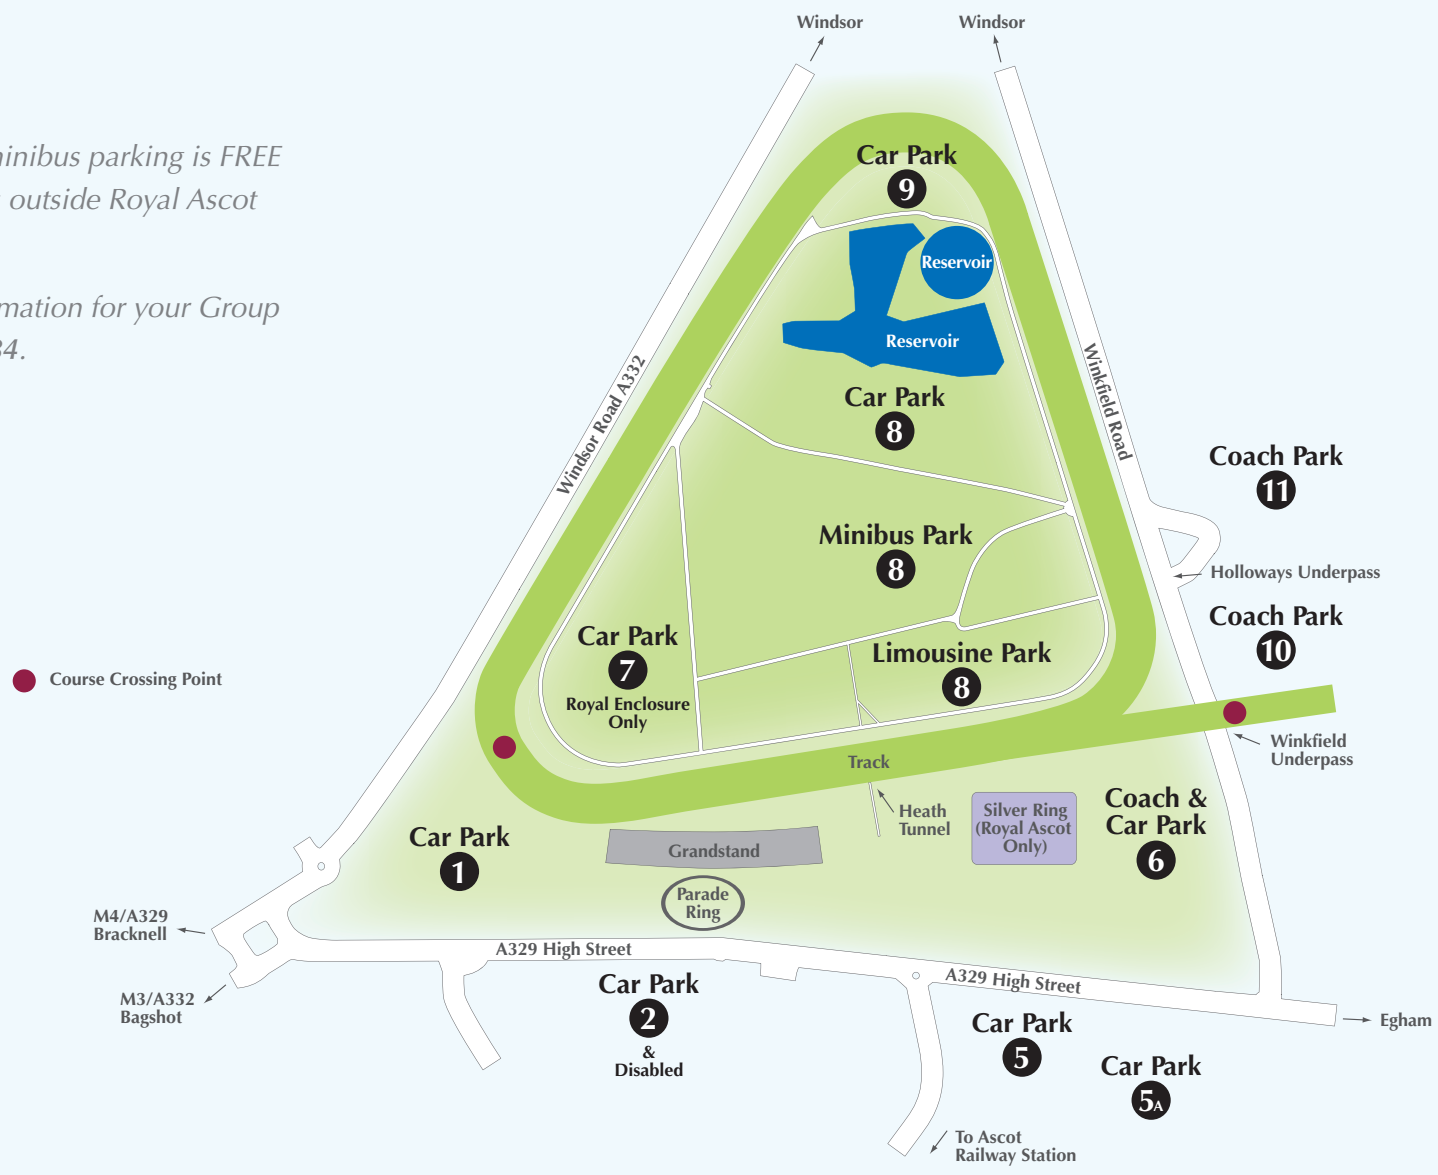 Windsor
Windsor
minibus parking is FREE
outside Royal Ascot
mation for your Group
34.
Car Park
9
Reservoir
Reservoir
Windsor Road A332
Winkfield Road
Car Park
8
Coach Park
11
Minibus Park
8
Holloways Underpass
Coach Park
10
Car Park
7
Royal Enclosure
Only
Limousine Park
8
Course Crossing Point
Winkfield
Underpass
Track
Heath
Tunnel
Silver Ring
(Royal Ascot
Only)
Coach &
Car Park
6
Car Park
1
Grandstand
Parade
Ring
M4/A329
Bracknell
A329 High Street
M3/A332
Bagshot
Car Park
2
&
Disabled
A329 High Street
Egham
Car Park
5
Car Park
5A
To Ascot
Railway Station